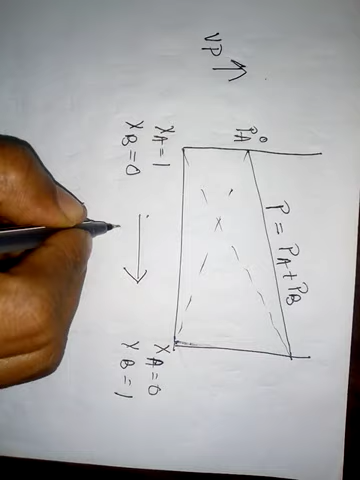 VP
PA°
P = PA + PB
XA = 1
XB = 0
XA = 0
XB = 1